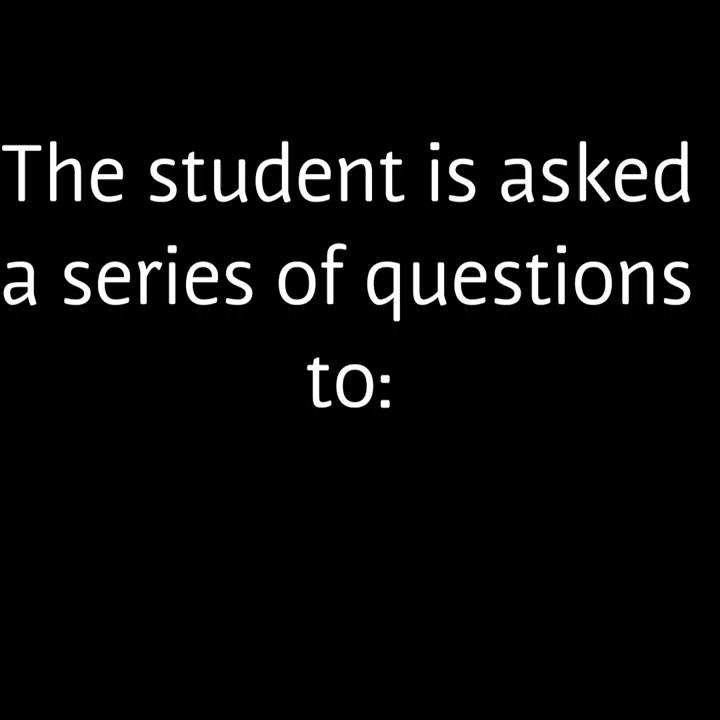 The student is asked
a series of questions
to: